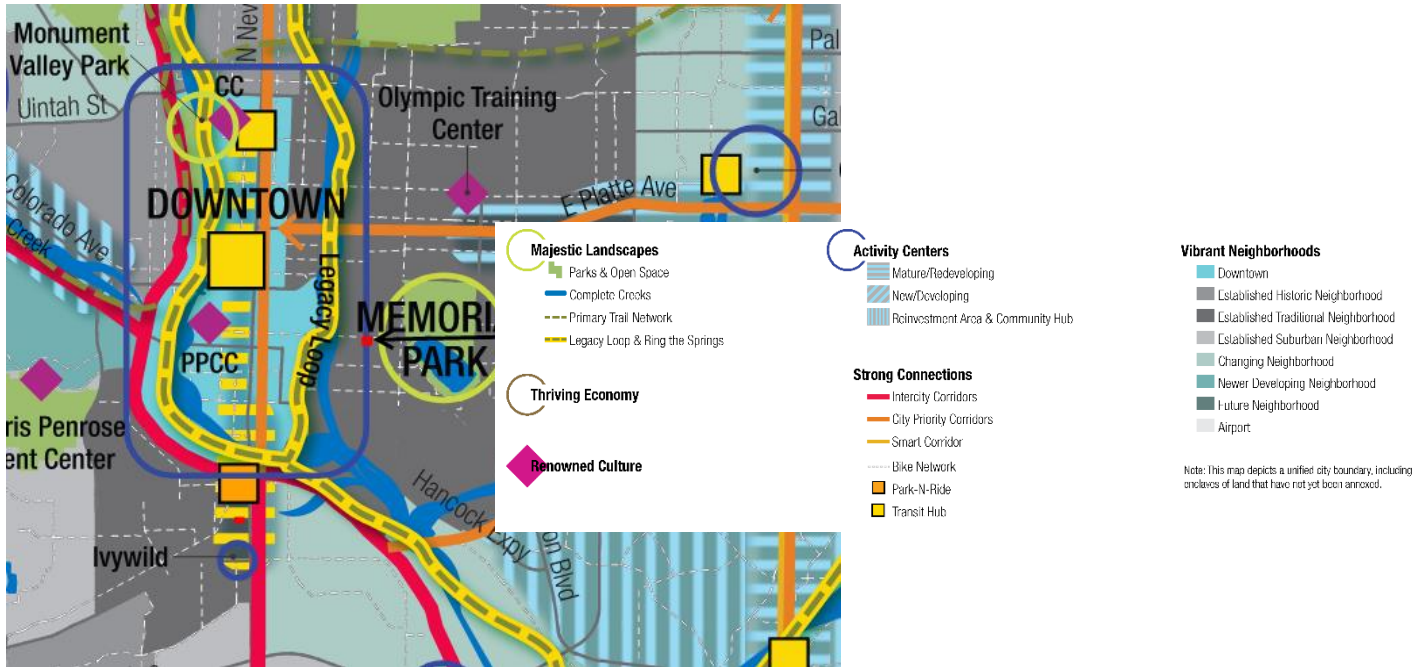 Monument
Valley Park
N Nev
Uintah St
CC
Olympic Training
Center
Pal
Ga
Colorado Ave
Creek
DOWNTOWN
E Platte Ave
Legacy Loop
MEMORI
PARK
PPCC
ris Penrose
ent Center
Hancock Expy
on Blvd
Ivywild
Majestic Landscapes
Parks & Open Space
Complete Creeks
Primary Trail Network
Legacy Loop & Ring the Springs
Thriving Economy
Renowned Culture
Activity Centers
Mature/Redeveloping
New/Developing
Reinvestment Area & Community Hub
Strong Connections
Intercity Corridors
City Priority Corridors
Smart Corridor
Bike Network
Park-N-Ride
Transit Hub
Vibrant Neighborhoods
Downtown
Established Historic Neighborhood
Established Traditional Neighborhood
Established Suburban Neighborhood
Changing Neighborhood
Newer Developing Neighborhood
Future Neighborhood
Airport
Note: This map depicts a unified city boundary, including
enclaves of land that have not yet been annexed.